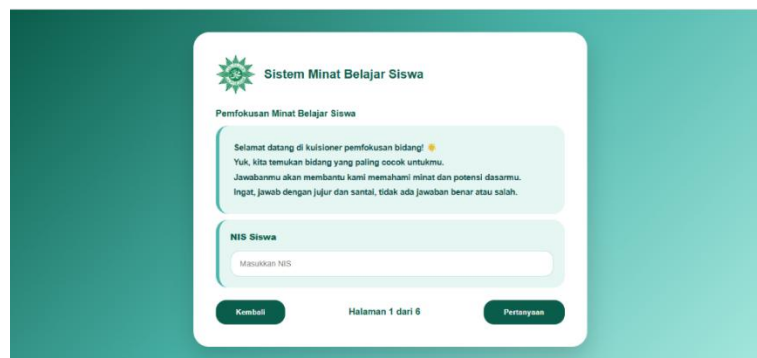 Sistem Minat Belajar Siswa
Pemfokusan Minat Belajar Siswa
Selamat datang di kuisioner pemfokusan bidang!
Yuk, kita temukan bidang yang paling cocok untukmu.
Jawabanmu akan membantu kami memahami minat dan potensi dasarmu.
Ingat, jawab dengan jujur dan santai, tidak ada jawaban benar atau salah.
NIS Siswa
Masukkan NIS
Kembali
Halaman 1 dari 6
Pertanyaan